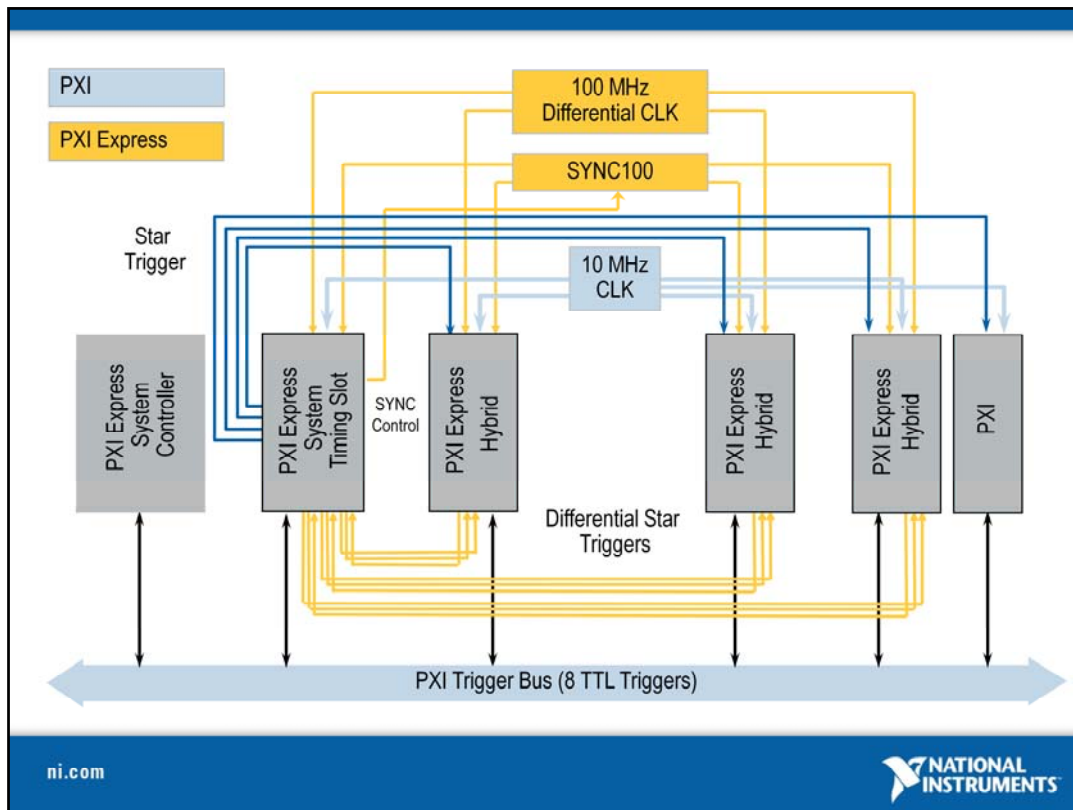 PXI
PXI Express
100 MHz
Differential CLK
SYNC100
Star
Trigger
10 MHz
CLK
PXI Express
System
Controller
PXI Express
System
Timing Slot
SYNC
Control
PXI Express
Hybrid
PXI Express
Hybrid
PXI Express
Hybrid
PXI
Differential Star
Triggers
PXI Trigger Bus (8 TTL Triggers)
ni.com
NATIONAL
INSTRUMENTS™